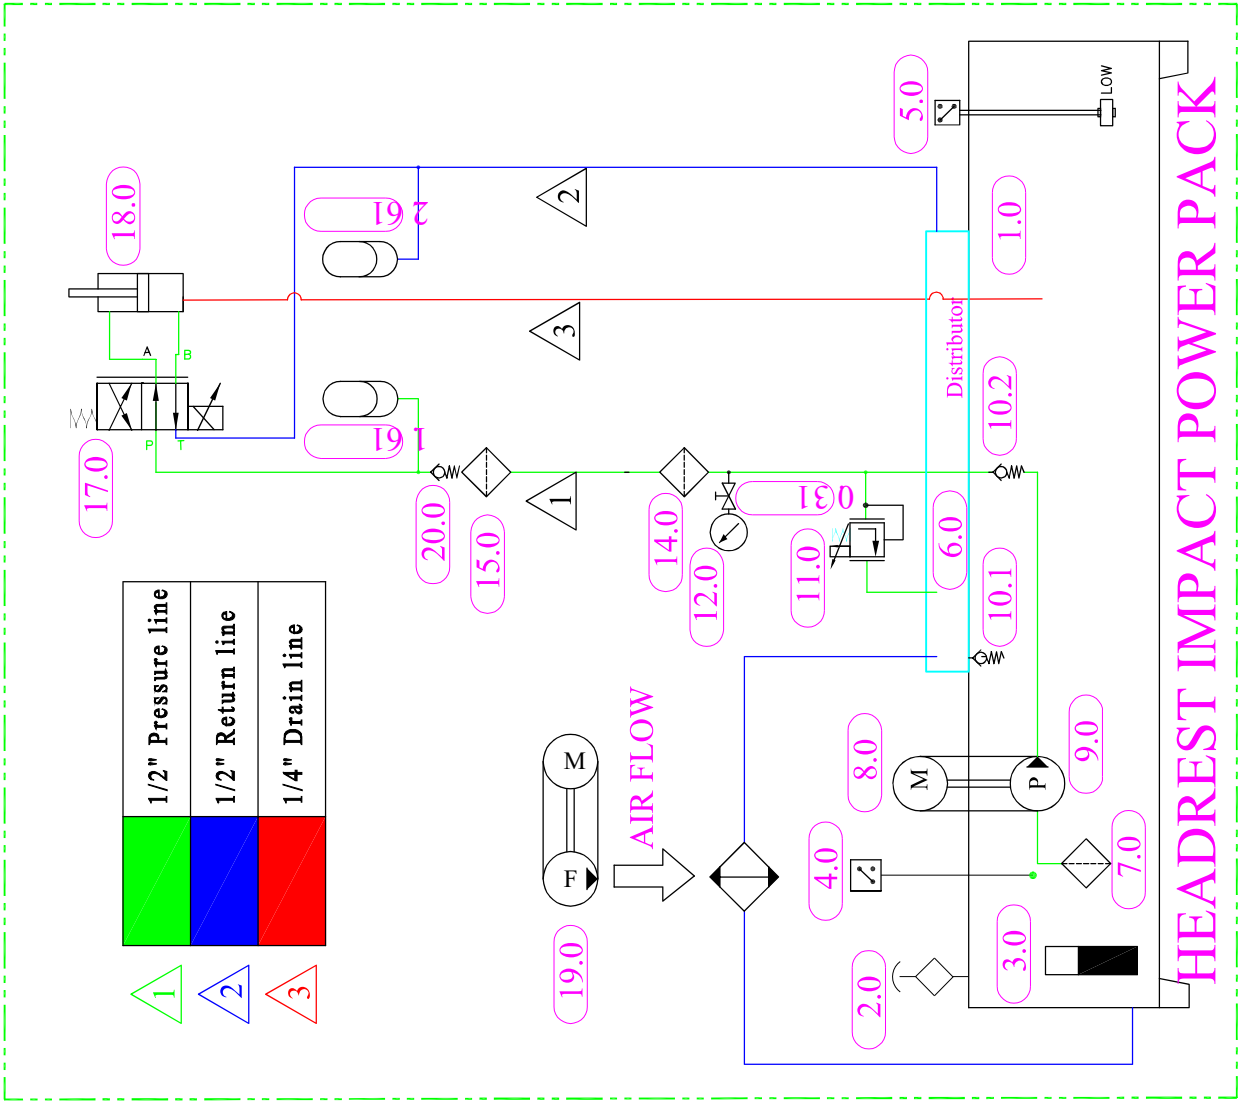 17.0
18.0
P
T
A
B
1
1/2" Pressure line
2
1/2" Return line
3
1/4" Drain line
19.1
19.2
20.0
15.0
1
3
2
19.0
F
M
AIR FLOW
14.0
12.0
13.0
11.0
4.0
8.0
2.0
5.0
M
6.0
Distributor
10.1
10.2
1.0
3.0
P
9.0
7.0
LOW
HEADREST IMPACT POWER PACK